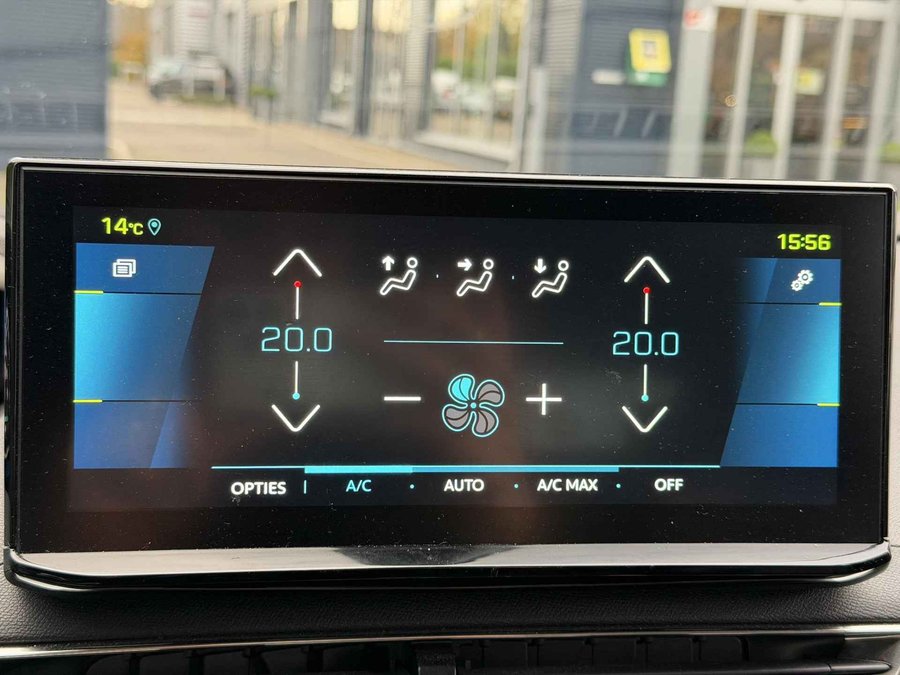 14°C
15:56
20.0
20.0
OPTIES | A/C · AUTO · A/C MAX · OFF